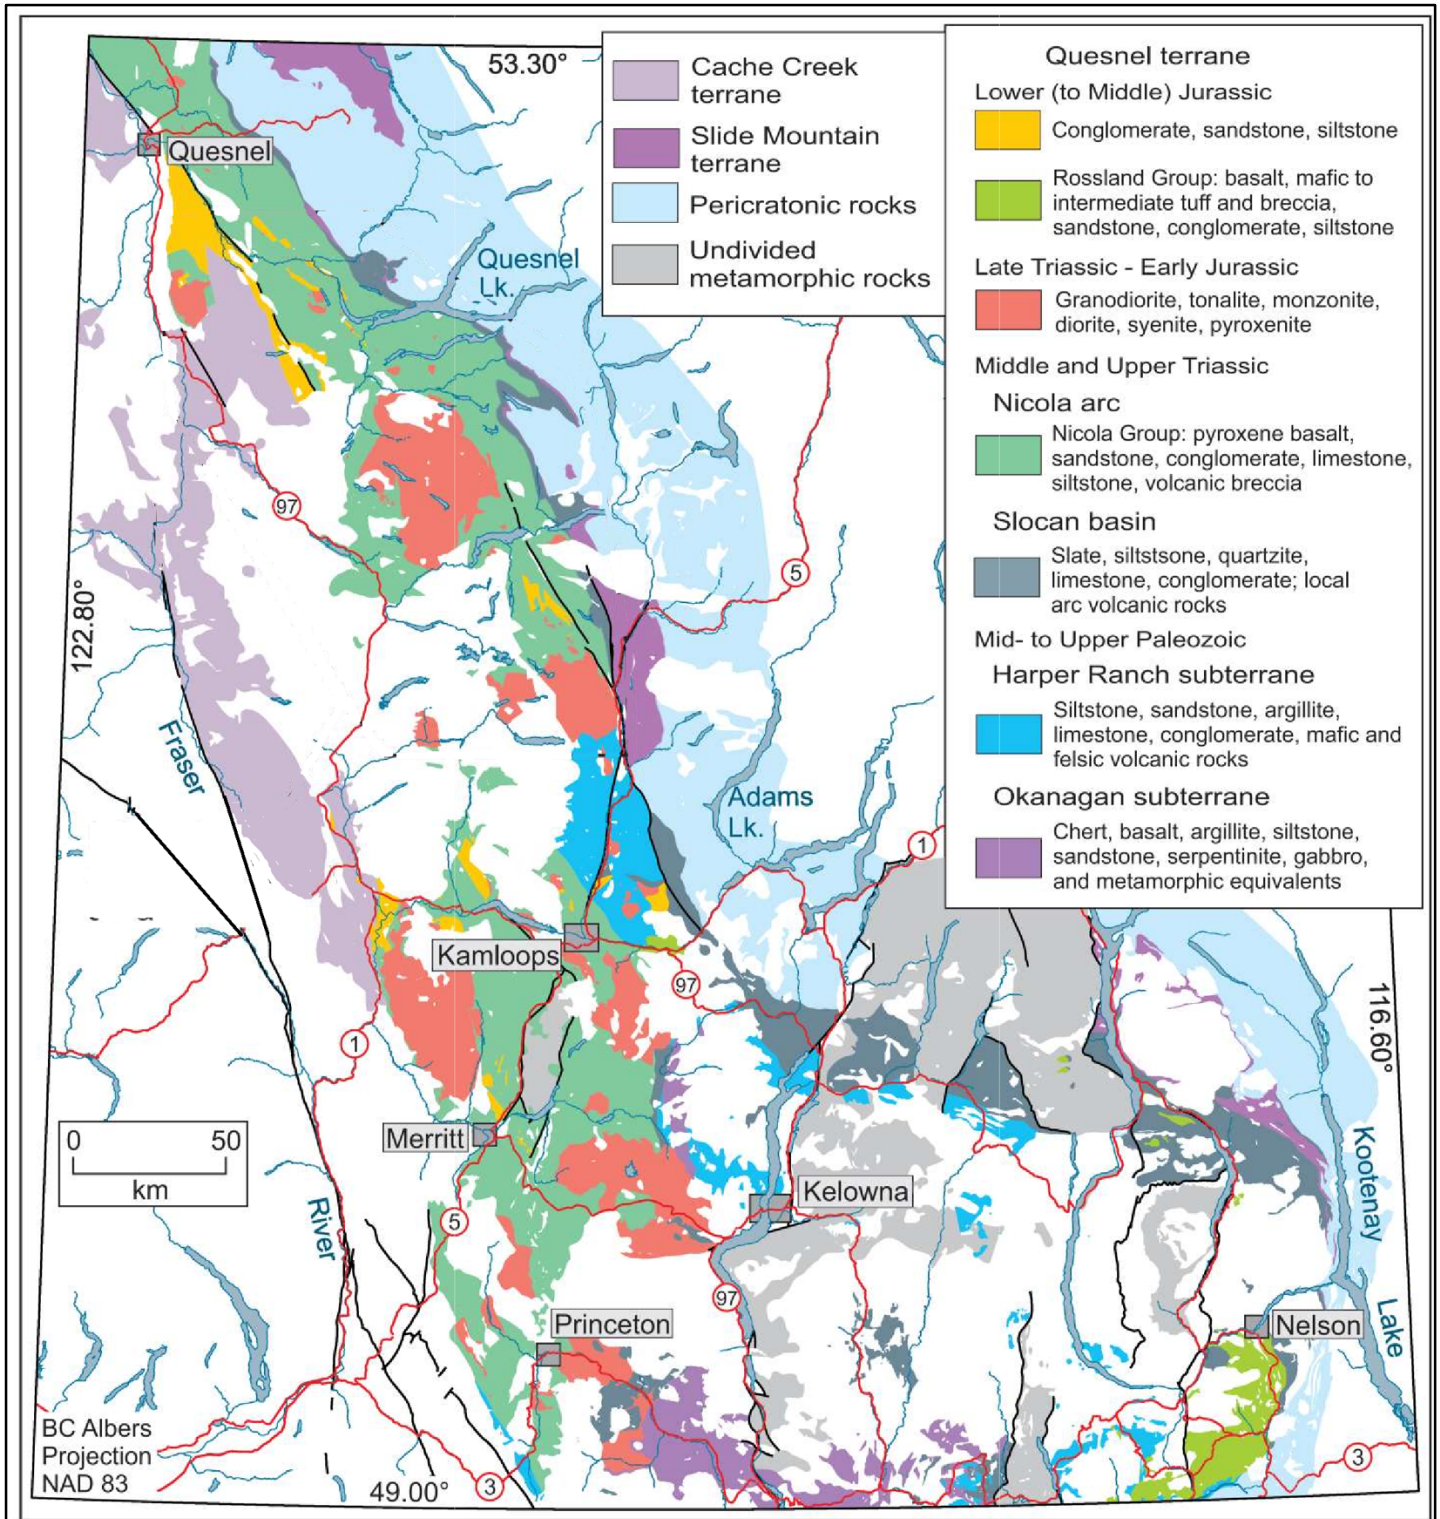 53.30°
Quesnel
Quesnel
Lk.
97
5
122.80°
Fraser
Adams
Lk.
1
Kamloops
97
1
116.60°
0 50
km
Merritt
Kelowna
Kootenay
River
5
97
Princeton
Nelson
Lake
BC Albers
Projection
NAD 83
49.00°
3
3
Cache Creek
terrane
Slide Mountain
terrane
Pericratonic rocks
Undivided
metamorphic rocks
Quesnel terrane
Lower (to Middle) Jurassic
Conglomerate, sandstone, siltstone
Rossland Group: basalt, mafic to
intermediate tuff and breccia,
sandstone, conglomerate, siltstone
Late Triassic - Early Jurassic
Granodiorite, tonalite, monzonite,
diorite, syenite, pyroxenite
Middle and Upper Triassic
Nicola arc
Nicola Group: pyroxene basalt,
sandstone, conglomerate, limestone,
siltstone, volcanic breccia
Slocan basin
Slate, siltstsone, quartzite,
limestone, conglomerate; local
arc volcanic rocks
Mid- to Upper Paleozoic
Harper Ranch subterrane
Siltstone, sandstone, argillite,
limestone, conglomerate, mafic and
felsic volcanic rocks
Okanagan subterrane
Chert, basalt, argillite, siltstone,
sandstone, serpentinite, gabbro,
and metamorphic equivalents